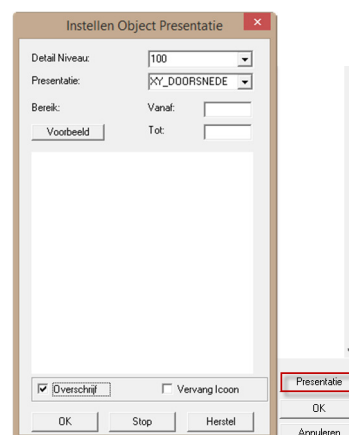 Instellen Object Presentatie
Detail Niveau: 100
Presentatie: XY_DOORSNEDE
Bereik: Vanaf:
Voorbeeld Tot:
Overschrijf Vervang Icoon
OK Stop Herstel
Presentatie
OK
Annuleren